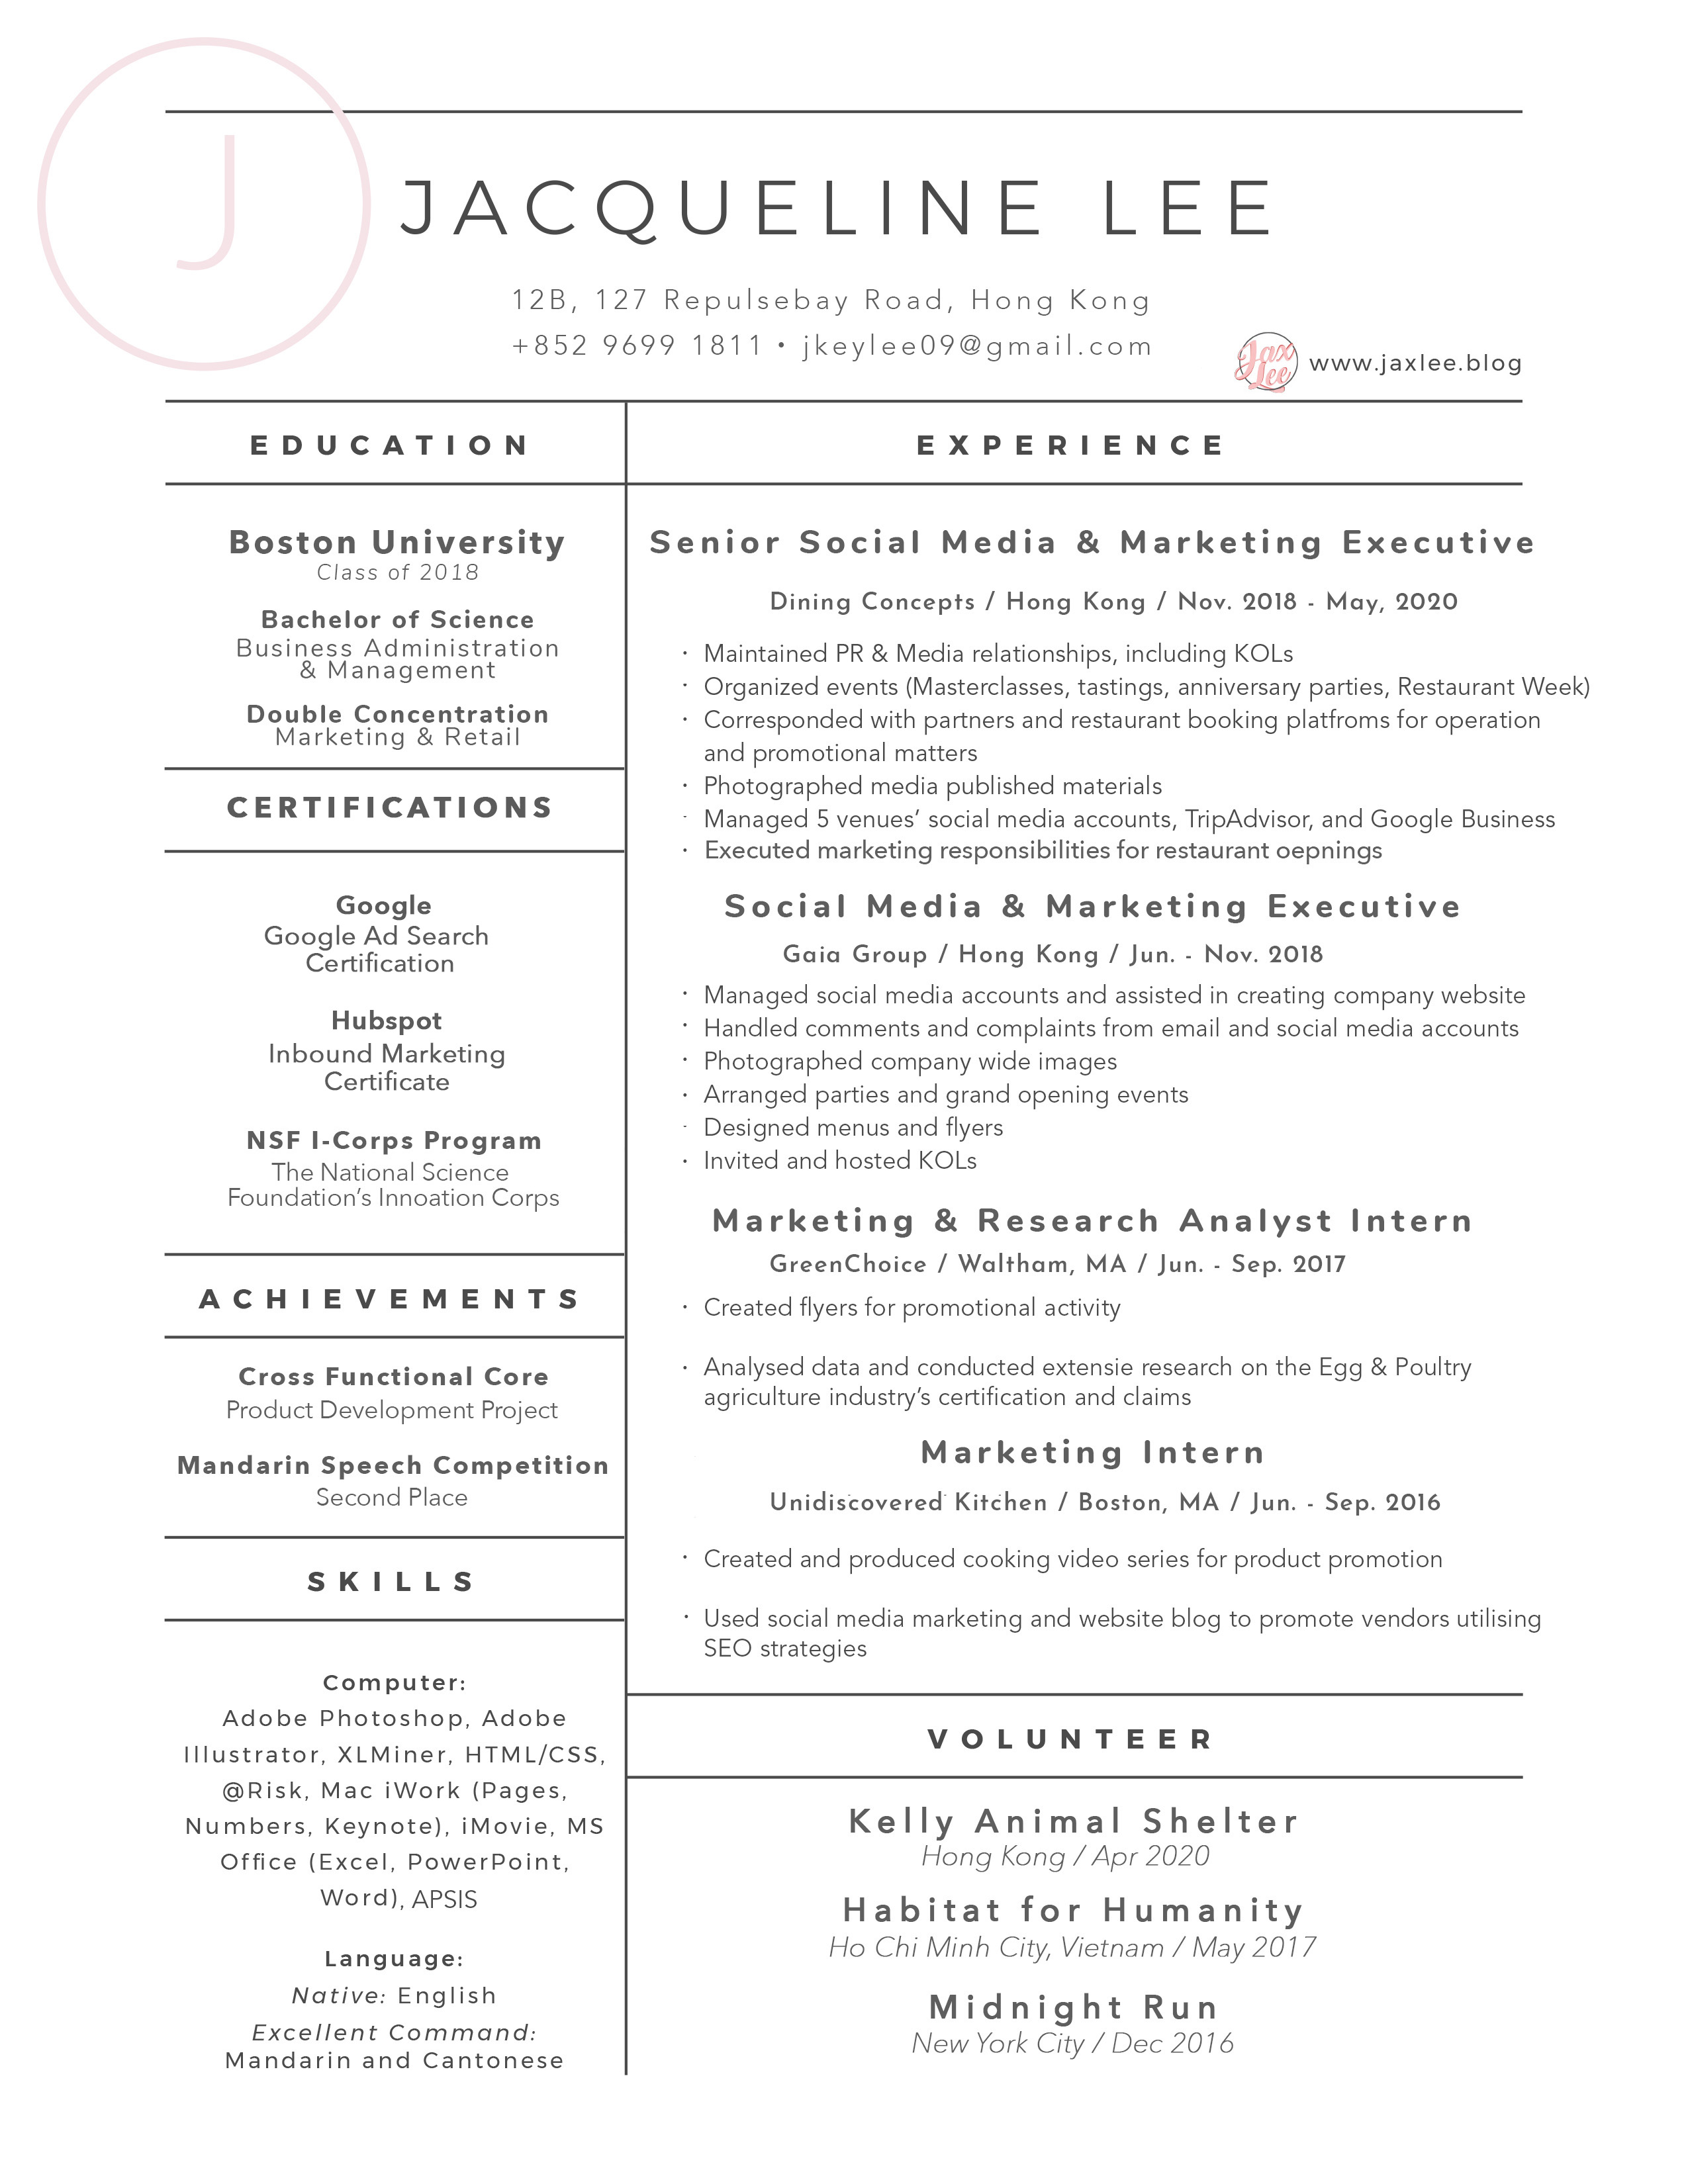 J
JACQUELINE LEE
12B, 127 Repulsebay Road, Hong Kong
+852 9699 1811 • jkeylee09@gmail.com
Jax
Lee
www.jaxlee.blog
EDUCATION
Boston University
Class of 2018
Bachelor of Science
Business Administration
& Management
Double Concentration
Marketing & Retail
CERTIFICATIONS
Google
Google Ad Search
Certification
Hubspot
Inbound Marketing
Certificate
NSF I-Corps Program
The National Science
Foundation's Innoation Corps
ACHIEVEMENTS
Cross Functional Core
Product Development Project
Mandarin Speech Competition
Second Place
SKILLS
Computer:
Adobe Photoshop, Adobe
Illustrator, XLMiner, HTML/CSS,
@Risk, Mac iWork (Pages,
Numbers, Keynote), iMovie, MS
Office (Excel, PowerPoint,
Word), APSIS
Language:
Native: English
Excellent Command:
Mandarin and Cantonese
EXPERIENCE
Senior Social Media & Marketing Executive
Dining Concepts / Hong Kong / Nov. 2018 - May, 2020
· Maintained PR & Media relationships, including KOLs
· Organized events (Masterclasses, tastings, anniversary parties, Restaurant Week)
· Corresponded with partners and restaurant booking platfroms for operation
and promotional matters
· Photographed media published materials
· Managed 5 venues' social media accounts, TripAdvisor, and Google Business
· Executed marketing responsibilities for restaurant oepnings
Social Media & Marketing Executive
Gaia Group / Hong Kong / Jun. - Nov. 2018
· Managed social media accounts and assisted in creating company website
· Handled comments and complaints from email and social media accounts
· Photographed company wide images
· Arranged parties and grand opening events
· Designed menus and flyers
· Invited and hosted KOLs
Marketing & Research Analyst Intern
GreenChoice / Waltham, MA / Jun. - Sep. 2017
· Created flyers for promotional activity
· Analysed data and conducted extensie research on the Egg & Poultry
agriculture industry's certification and claims
Marketing Intern
Unidiscovered Kitchen / Boston, MA / Jun. - Sep. 2016
· Created and produced cooking video series for product promotion
· Used social media marketing and website blog to promote vendors utilising
SEO strategies
VOLUNTEER
Kelly Animal Shelter
Hong Kong / Apr 2020
Habitat for Humanity
Ho Chi Minh City, Vietnam / May 2017
Midnight Run
New York City / Dec 2016